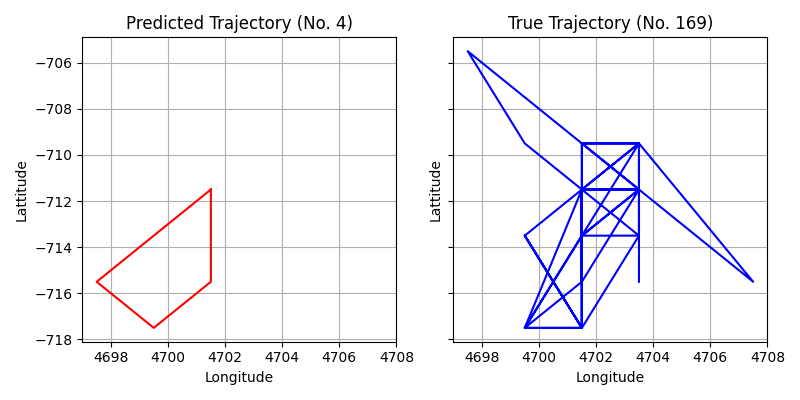 Predicted Trajectory (No. 4)
True Trajectory (No. 169)
Lattitude
−706
−708
−710
−712
−714
−716
−718
4698 4700 4702 4704 4706 4708
Longitude
Lattitude
4698 4700 4702 4704 4706 4708
Longitude